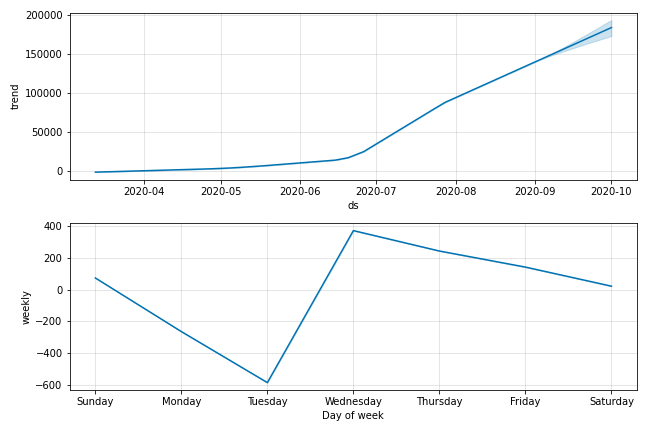 200000
150000
100000
50000
0
trend
2020-04 2020-05 2020-06 2020-07 2020-08 2020-09 2020-10
ds
400
200
0
−200
−400
−600
weekly
Sunday Monday Tuesday Wednesday Thursday Friday Saturday
Day of week